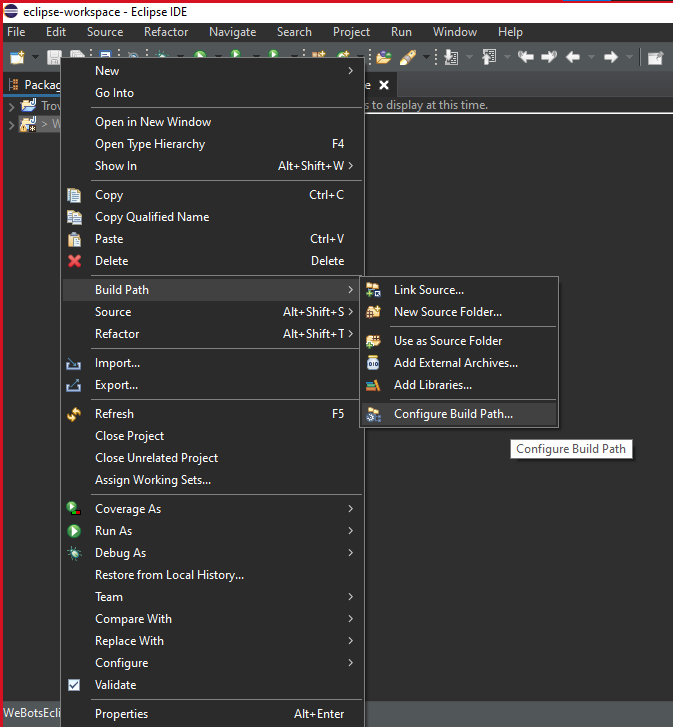 eclipse-workspace - Eclipse IDE
File Edit Source Refactor Navigate Search Project Run Window Help
s to display at this time.
New
Go Into
Open in New Window
Open Type Hierarchy F4
Show In Alt+Shift+W
Copy Ctrl+C
Copy Qualified Name
Paste Ctrl+V
Delete Delete
Build Path
Source Alt+Shift+S
Refactor Alt+Shift+T
Import...
Export...
Refresh F5
Close Project
Close Unrelated Project
Assign Working Sets...
Coverage As
Run As
Debug As
Restore from Local History...
Team
Compare With
Replace With
Configure
Validate
Properties Alt+Enter
Link Source...
New Source Folder...
Use as Source Folder
Add External Archives...
Add Libraries...
Configure Build Path...
Configure Build Path
WeBotsEcli